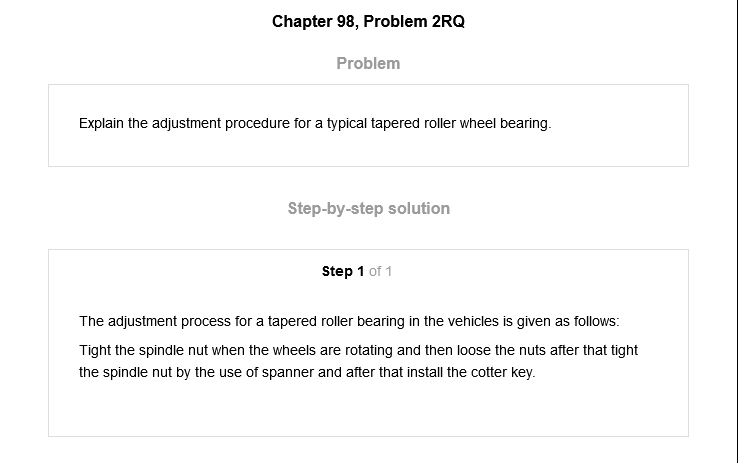 Chapter 98, Problem 2RQ
Problem
Explain the adjustment procedure for a typical tapered roller wheel bearing.
Step-by-step solution
Step 1 of 1
The adjustment process for a tapered roller bearing in the vehicles is given as follows:
Tight the spindle nut when the wheels are rotating and then loose the nuts after that tight
the spindle nut by the use of spanner and after that install the cotter key.